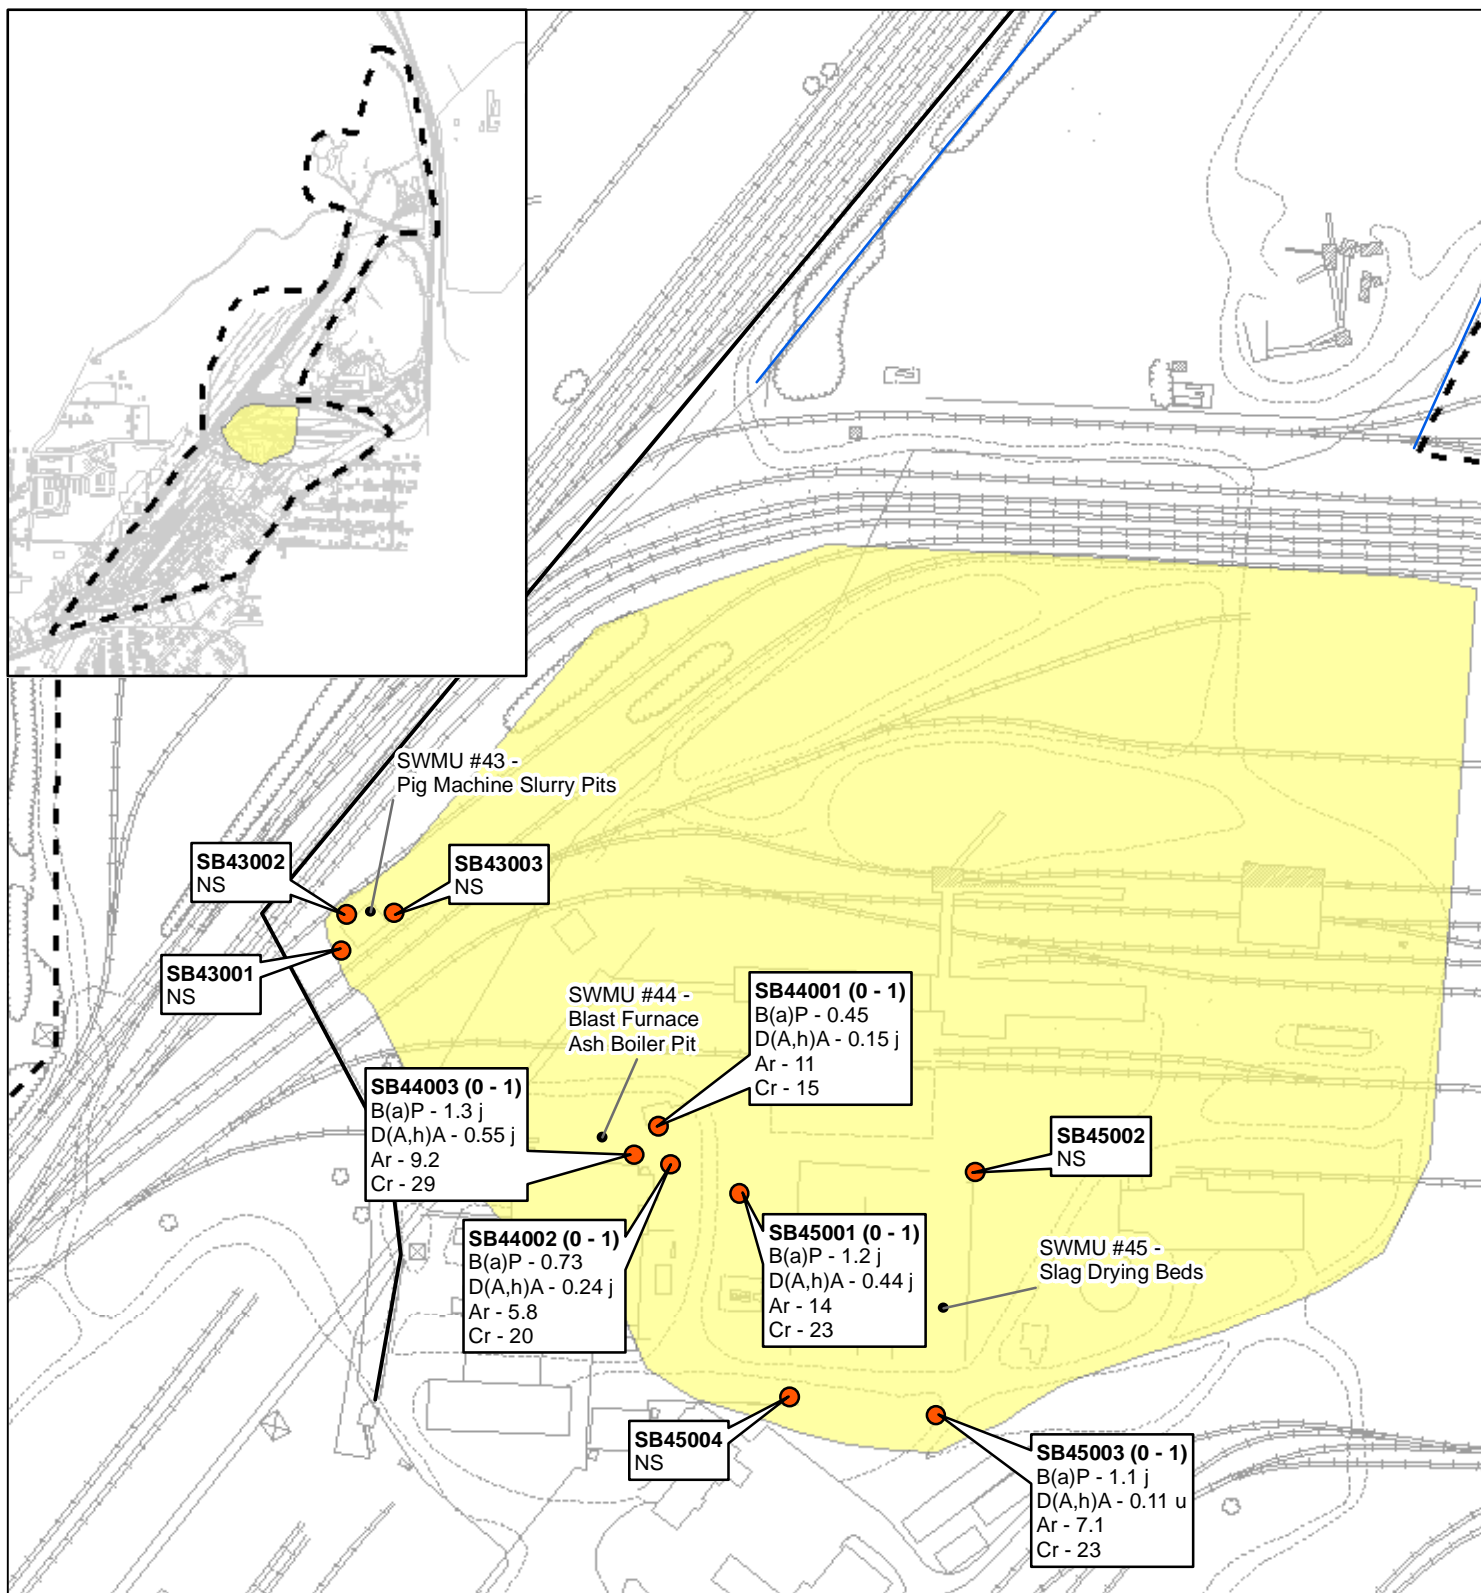 SWMU #43 -
Pig Machine Slurry Pits
SB43002
NS
SB43003
NS
SB43001
NS
SWMU #44 -
Blast Furnace
Ash Boiler Pit
SB44001 (0 - 1)
B(a)P - 0.45
D(A,h)A - 0.15 j
Ar - 11
Cr - 15
SB44003 (0 - 1)
B(a)P - 1.3 j
D(A,h)A - 0.55 j
Ar - 9.2
Cr - 29
SB45002
NS
SB44002 (0 - 1)
B(a)P - 0.73
D(A,h)A - 0.24 j
Ar - 5.8
Cr - 20
SB45001 (0 - 1)
B(a)P - 1.2 j
D(A,h)A - 0.44 j
Ar - 14
Cr - 23
SWMU #45 -
Slag Drying Beds
SB45004
NS
SB45003 (0 - 1)
B(a)P - 1.1 j
D(A,h)A - 0.11 u
Ar - 7.1
Cr - 23